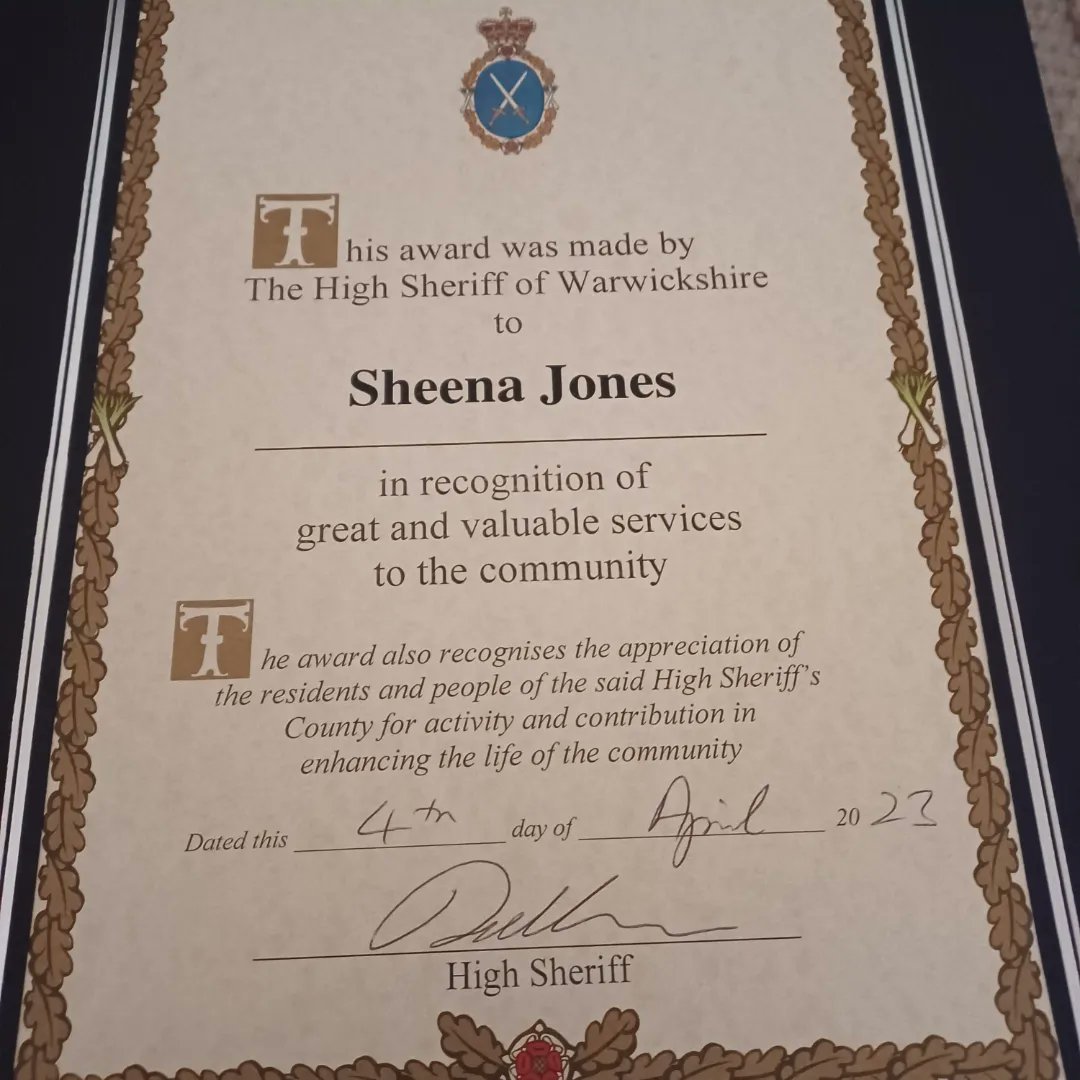 This award was made by
The High Sheriff of Warwickshire
to
Sheena Jones
in recognition of
great and valuable services
to the community
The award also recognises the appreciation of
the residents and people of the said High Sheriff's
County for activity and contribution in
enhancing the life of the community
Dated this 4th day of April 2023
High Sheriff